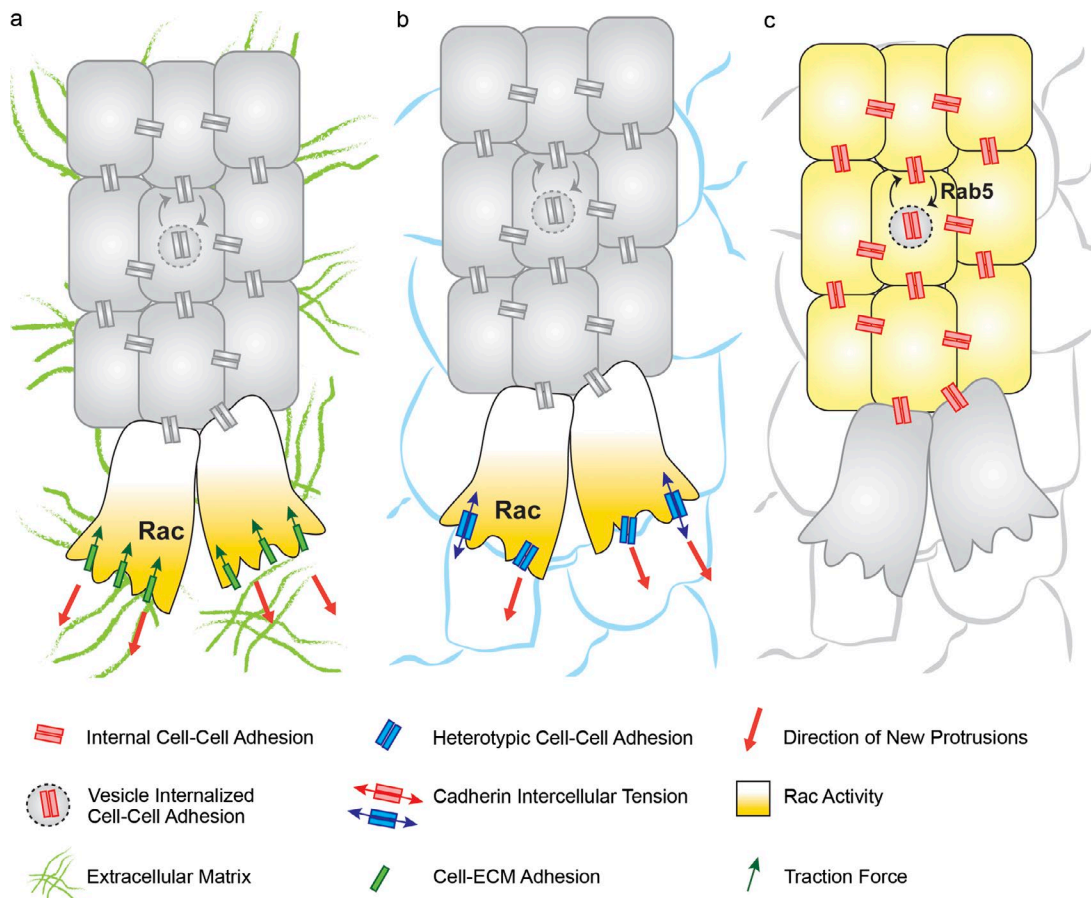 a
b
c
Rab5
Rac
Rac
Internal Cell-Cell Adhesion
Heterotypic Cell-Cell Adhesion
Direction of New Protrusions
Vesicle Internalized
Cell-Cell Adhesion
Cadherin Intercellular Tension
Rac Activity
Extracellular Matrix
Cell-ECM Adhesion
Traction Force